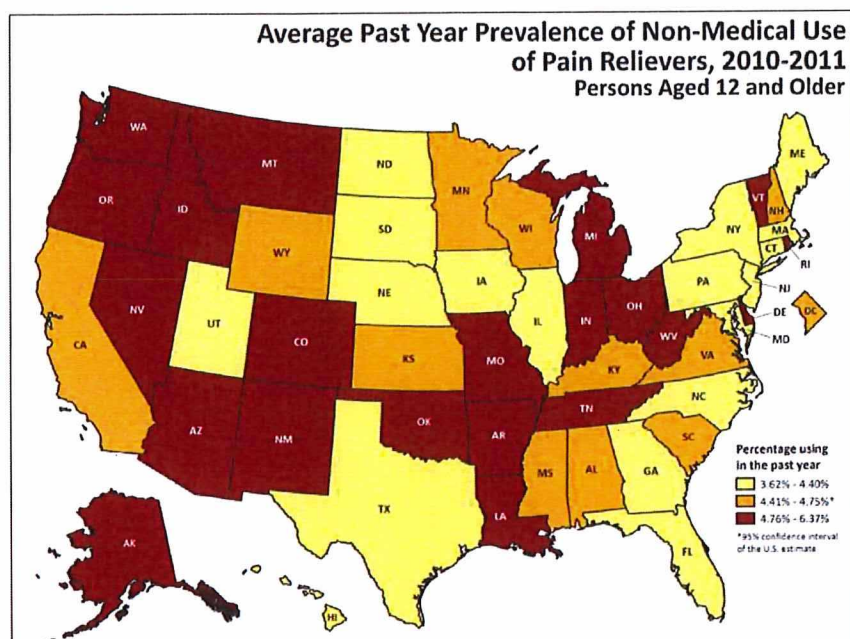 Average Past Year Prevalence of Non-Medical Use
of Pain Relievers, 2010-2011
Persons Aged 12 and Older
WA
MT
ND
MN
ME
OR
ID
SD
WI
VT
NH
WY
MI
NY
MA
CT
RI
NV
NE
IA
PA
NJ
UT
IL
IN
OH
DE
DC
CA
CO
KS
MO
WV
VA
MD
KY
NC
AZ
NM
OK
AR
TN
SC
MS
AL
GA
TX
LA
FL
AK
HI
Percentage using
in the past year
3.62% - 4.40%
4.41% - 4.75%*
4.76% - 6.37%
*95% confidence interval
of the U.S. estimate